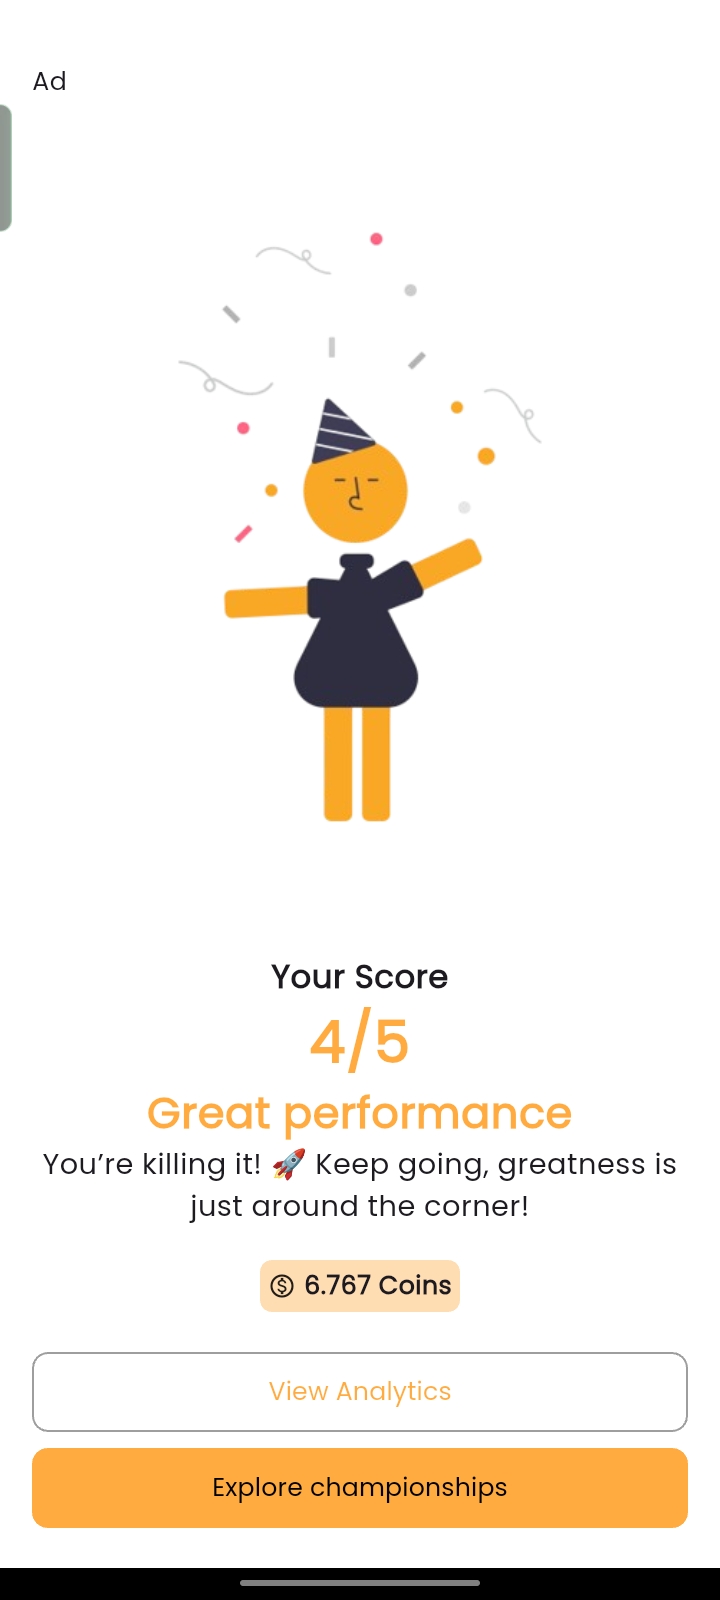 Ad
Your Score
4/5
Great performance
You’re killing it! 🚀 Keep going, greatness is
just around the corner!
6.767 Coins
View Analytics
Explore championships